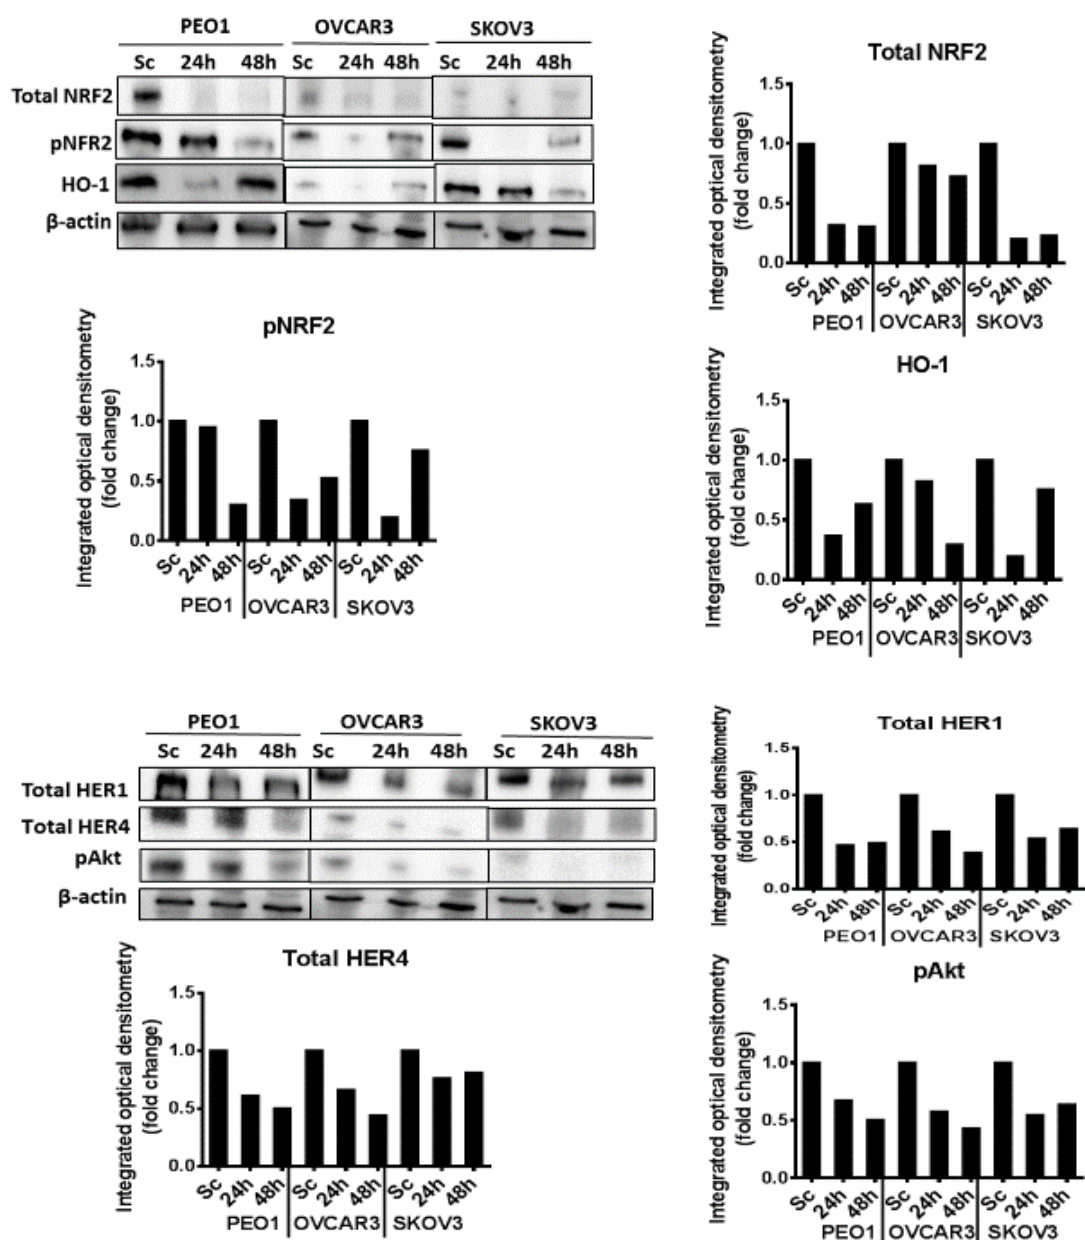 PEO1 OVCAR3 SKOV3
Sc 24h 48h Sc 24h 48h Sc 24h 48h
Total NRF2
pNFR2
HO-1
β-actin
Total NRF2
Integrated optical densitometry
(fold change)
1.5
1.0
0.5
0.0
Sc 24h 48h Sc 24h 48h Sc 24h 48h
PEO1 OVCAR3 SKOV3
pNRF2
Integrated optical densitometry
(fold change)
1.5
1.0
0.5
0.0
Sc 24h 48h Sc 24h 48h Sc 24h 48h
PEO1 OVCAR3 SKOV3
HO-1
Integrated optical densitometry
(fold change)
1.5
1.0
0.5
0.0
Sc 24h 48h Sc 24h 48h Sc 24h 48h
PEO1 OVCAR3 SKOV3
PEO1 OVCAR3 SKOV3
Sc 24h 48h Sc 24h 48h Sc 24h 48h
Total HER1
Total HER4
pAkt
β-actin
Total HER1
Integrated optical densitometry
(fold change)
1.5
1.0
0.5
0.0
Sc 24h 48h Sc 24h 48h Sc 24h 48h
PEO1 OVCAR3 SKOV3
Total HER4
Integrated optical densitometry
(fold change)
1.5
1.0
0.5
0.0
Sc 24h 48h Sc 24h 48h Sc 24h 48h
PEO1 OVCAR3 SKOV3
pAkt
Integrated optical densitometry
(fold change)
1.5
1.0
0.5
0.0
Sc 24h 48h Sc 24h 48h Sc 24h 48h
PEO1 OVCAR3 SKOV3